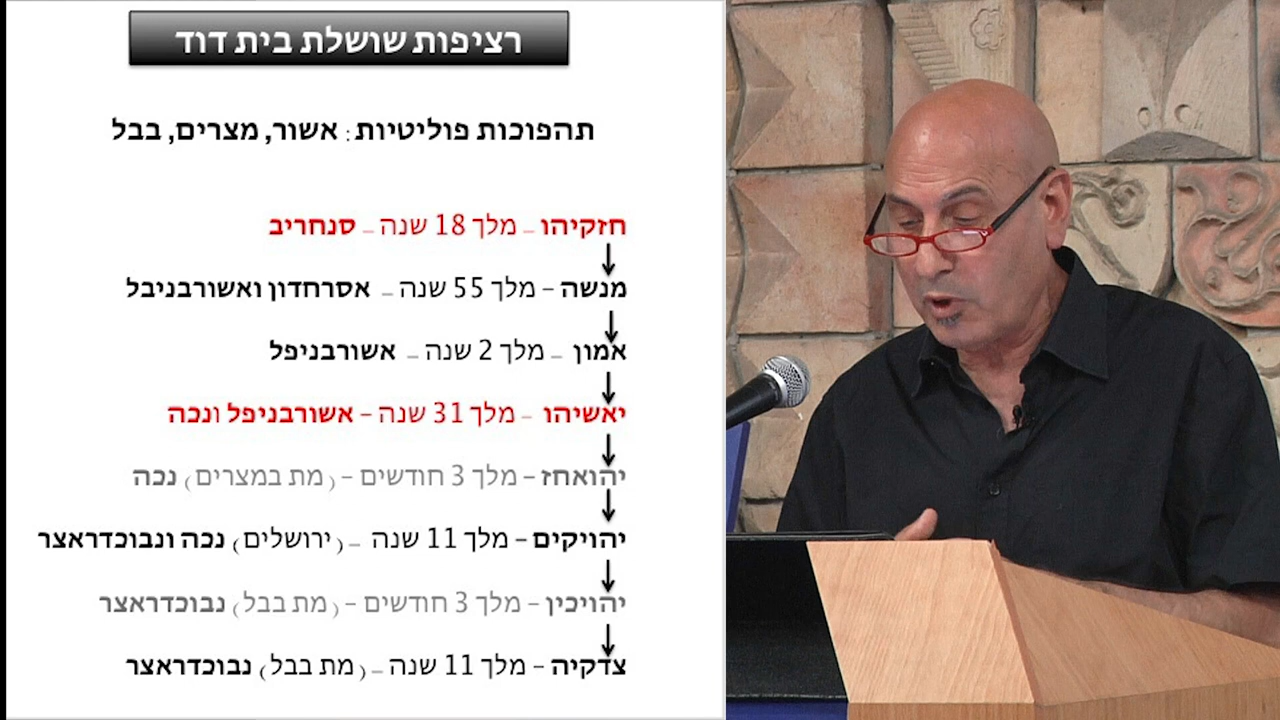 רציפות שושלת בית דוד
תהפוכות פוליטיות: אשור, מצרים, בבל
חזקיהו – מלך 18 שנה – סנחריב
מנשה – מלך 55 שנה – אסרחדון ואשורבניבל
אמון – מלך 2 שנה – אשורבניפל
יאשיהו – מלך 31 שנה – אשורבניפל ונכה
יהואחז – מלך 3 חודשים – (מת במצרים) נכה
יהויקים – מלך 11 שנה – (ירושלים) נכה ונבוכדראצר
יהויכין – מלך 3 חודשים – (מת בבל) נבוכדראצר
צדקיה – מלך 11 שנה – (מת בבל) נבוכדראצר